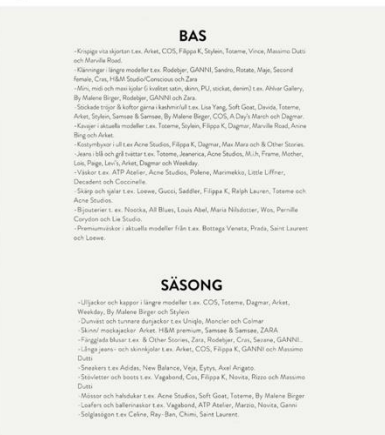 BAS
-Krispiga vita skjortan t.ex. Arket, COS, Filippa K, Stylein, Toteme, Vince, Massimo Dutti
och Marville Road.
-Klänningar i längre modeller t.ex. Rodebjer, GANNI, Sandro, Rotate, Maje, Second
female, Cras, H&M Studio/Conscious och Zara
-Mini, midi och maxi kjolar (i kvalitet satin, skinn, PU, stickat, denim) t.ex. Ahlvar Gallery,
By Malene Birger, Rodebjer, GANNI och Zara.
-Stickade tröjor & koftor gärna i kashmir/ull t.ex. Lisa Yang, Soft Goat, Davida, Toteme,
Arket, Stylein, Samsøe & Samsøe, By Malene Birger, COS, A Day's March och Dagmar.
-Kavajer i aktuella modeller t.ex. Toteme, Stylein, Filippa K, Dagmar, Marville Road, Anine
Bing och Arket.
-Kostymbyxor i ull t.ex Acne Studios, Filippa K, Dagmar, Max Mara och & Other Stories.
-Jeans i blå och grå tvättar t.ex. Toteme, Jeanerica, Acne Studios, M.i.h, Frame, Mother,
Lois, Paige, Levi's, Arket, Dagmar och Weekday.
-Väskor t.ex. ATP Atelier, Acne Studios, Polene, Marimekko, Little Liffner,
Decadent och Coccinelle.
-Skärp och sjalar t.ex. Loewe, Gucci, Saddler, Filippa K, Ralph Lauren, Toteme och
Acne Studios.
-Bijouterier t. ex. Nootka, All Blues, Louis Abel, Maria Nilsdotter, Wos, Pernilla
Corydon och Lie Studio.
-Premiumväskor i aktuella modeller från t.ex. Bottega Veneta, Prada, Saint Laurent
och Loewe.
SÄSONG
-Ulljackor och kappor i längre modeller t.ex. COS, Toteme, Dagmar, Arket,
Weekday, By Malene Birger och Stylein
-Dunväst och tunnare dunjackor t.ex Uniqlo, Moncler och Colmar
-Skinn/ mockajackor Arket. H&M premium, Samsøe & Samsøe, ZARA
-Färgglada blusar t.ex & Other Stories, Zara, Rodebjer, Cras, Secane, GANNI..
-Långa jeans- och skinnkjolar t.ex. Arket, COS, Filippa K, GANNI och Massimo
Dutti
-Sneakers t.ex Adidas, New Balance, Veja, Eytys, Axel Arigato.
-Stövletter och boots t.ex. Vagabond, Cos, Filippa K, Novita, Rizzo och Massimo
Dutti
-Mössor och halsdukar t.ex. Acne Studios, Soft Goat, Toteme, By Malene Birger
-Loafers och ballerinaskor t.ex. Vagabond, ATP Atelier, Marzio, Novita, Ganni
-Solglasögon t.ex Celine, Ray-Ban, Chimi, Saint Laurent.